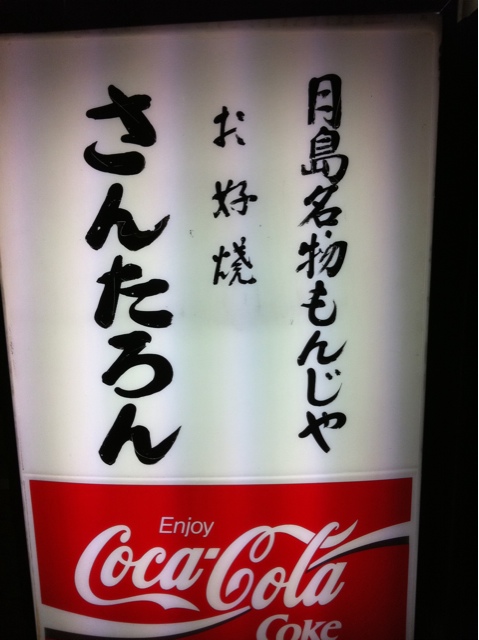 月島名物もんじゃ
お好焼
さんたろん
Enjoy
Coca-Cola
Coke